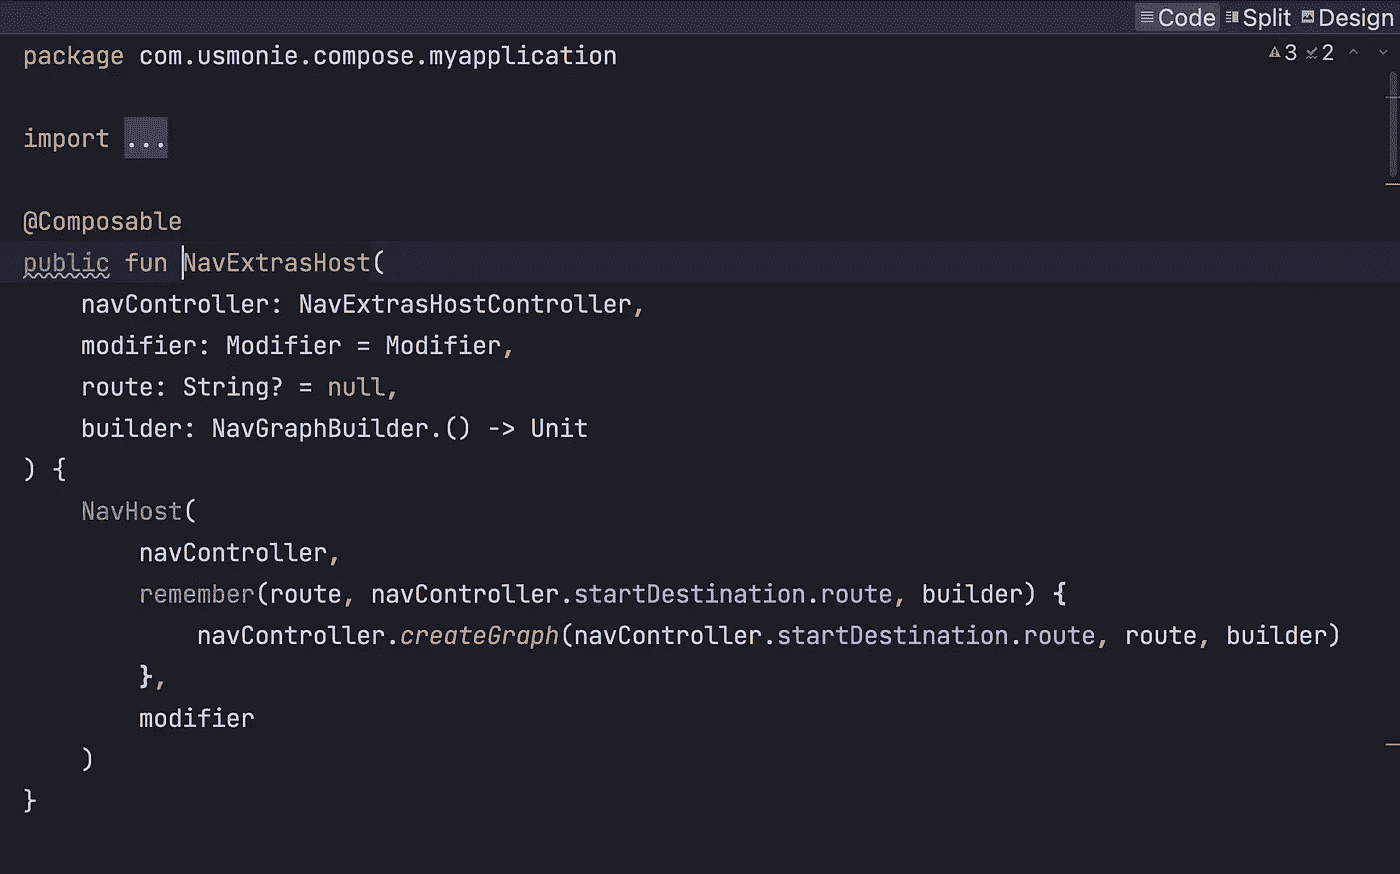 Code Split Design
package com.usmonie.compose.myapplication
3 2
import ...
@Composable
public fun NavExtrasHost(
    navController: NavExtrasHostController,
    modifier: Modifier = Modifier,
    route: String? = null,
    builder: NavGraphBuilder.() -> Unit
) {
    NavHost(
        navController,
        remember(route, navController.startDestination.route, builder) {
            navController.createGraph(navController.startDestination.route, route, builder)
        },
        modifier
    )
}